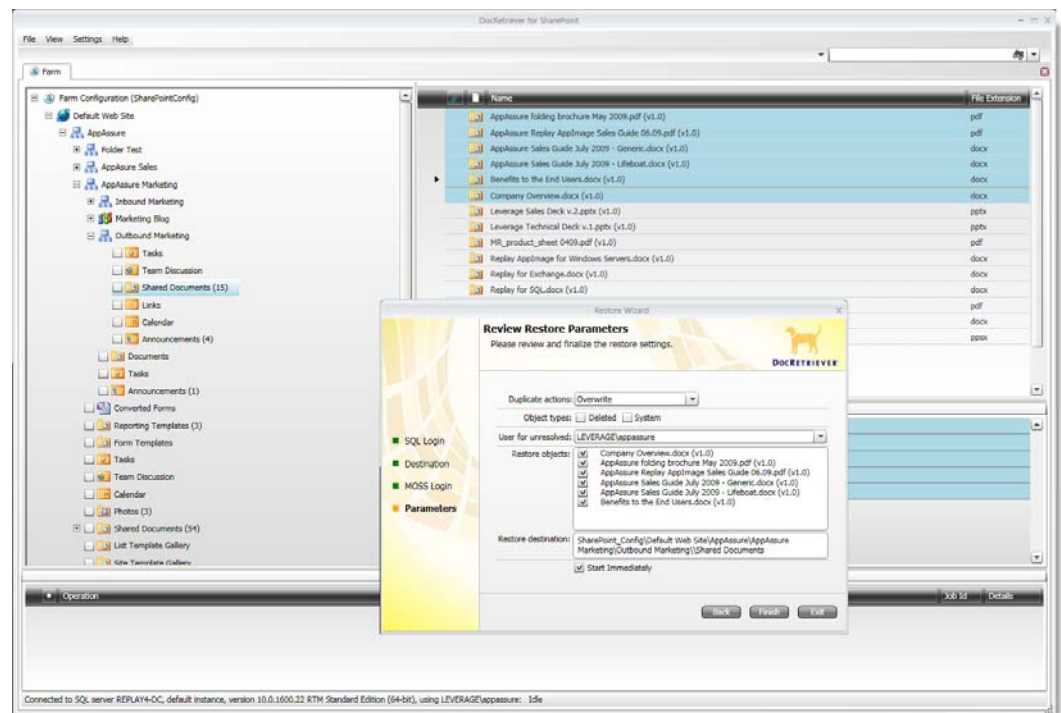 DocRetriever for SharePoint
File View Settings Help
Farm
Farm Configuration (SharePointConfig)
Default Web Site
AppAssure
Folder Test
AppAssure Sales
AppAssure Marketing
Inbound Marketing
Marketing Blog
Outbound Marketing
Tasks
Team Discussion
Shared Documents (15)
Links
Calendar
Announcements (4)
Documents
Tasks
Announcements (1)
Converted Forms
Reporting Templates (3)
Form Templates
Tasks
Team Discussion
Calendar
Photos (3)
Shared Documents (54)
List Template Gallery
Site Template Gallery
Name File Extension
AppAssure folding brochure May 2009.pdf (v1.0) pdf
AppAssure Replay AppImage Sales Guide 06.09.pdf (v1.0) pdf
AppAssure Sales Guide July 2009 - Generic.docx (v1.0) docx
AppAssure Sales Guide July 2009 - Lifeboat.docx (v1.0) docx
Benefits to the End Users.docx (v1.0) docx
Company Overview.docx (v1.0) docx
Leverage Sales Deck v.2.pptx (v1.0) pptx
Leverage Technical Deck v.1.pptx (v1.0) pptx
MR_product_sheet 0409.pdf (v1.0) pdf
Replay AppImage for Windows Servers.docx (v1.0) docx
Replay for Exchange.docx (v1.0) docx
Replay for SQL.docx (v1.0) docx
pdf
docx
ppsx
Restore Wizard
Review Restore Parameters
Please review and finalize the restore settings.
DOCRETRIEVER
SQL Login
Destination
MOSS Login
Parameters
Duplicate actions: Overwrite
Object types: Deleted System
User for unresolved: LEVERAGE\appassure
Restore objects: Company Overview.docx (v1.0)
AppAssure folding brochure May 2009.pdf (v1.0)
AppAssure Replay AppImage Sales Guide 06.09.pdf (v1.0)
AppAssure Sales Guide July 2009 - Generic.docx (v1.0)
AppAssure Sales Guide July 2009 - Lifeboat.docx (v1.0)
Benefits to the End Users.docx (v1.0)
Restore destination: SharePoint_Config\Default Web Site\AppAssure\AppAssure
Marketing\Outbound Marketing\\Shared Documents
Start Immediately
Back Finish Exit
Operation Job Id Details
Connected to SQL server REPLAY4-DC, default instance, version 10.0.1600.22 RTM Standard Edition (64-bit), using LEVERAGE\appassure: Idle